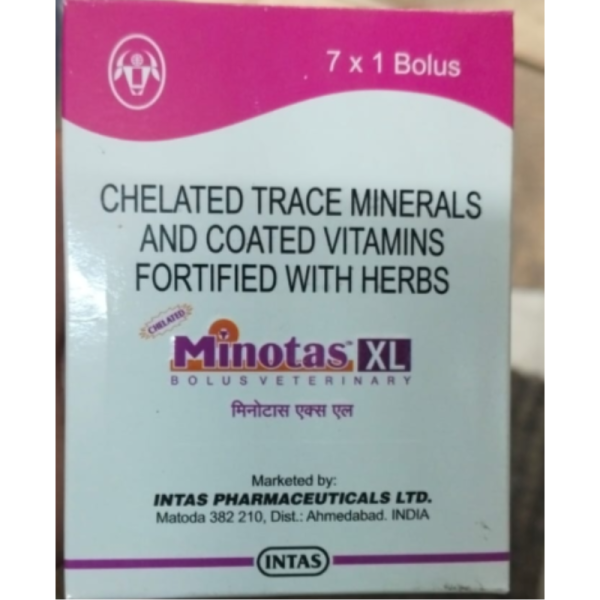 7 x 1 Bolus
CHELATED TRACE MINERALS
AND COATED VITAMINS
FORTIFIED WITH HERBS
CHELATED
Minotas™ XL
BOLUS VETERINARY
मिनोटास एक्स एल
Marketed by:
INTAS PHARMACEUTICALS LTD.
Matoda 382 210, Dist.: Ahmedabad. INDIA
INTAS